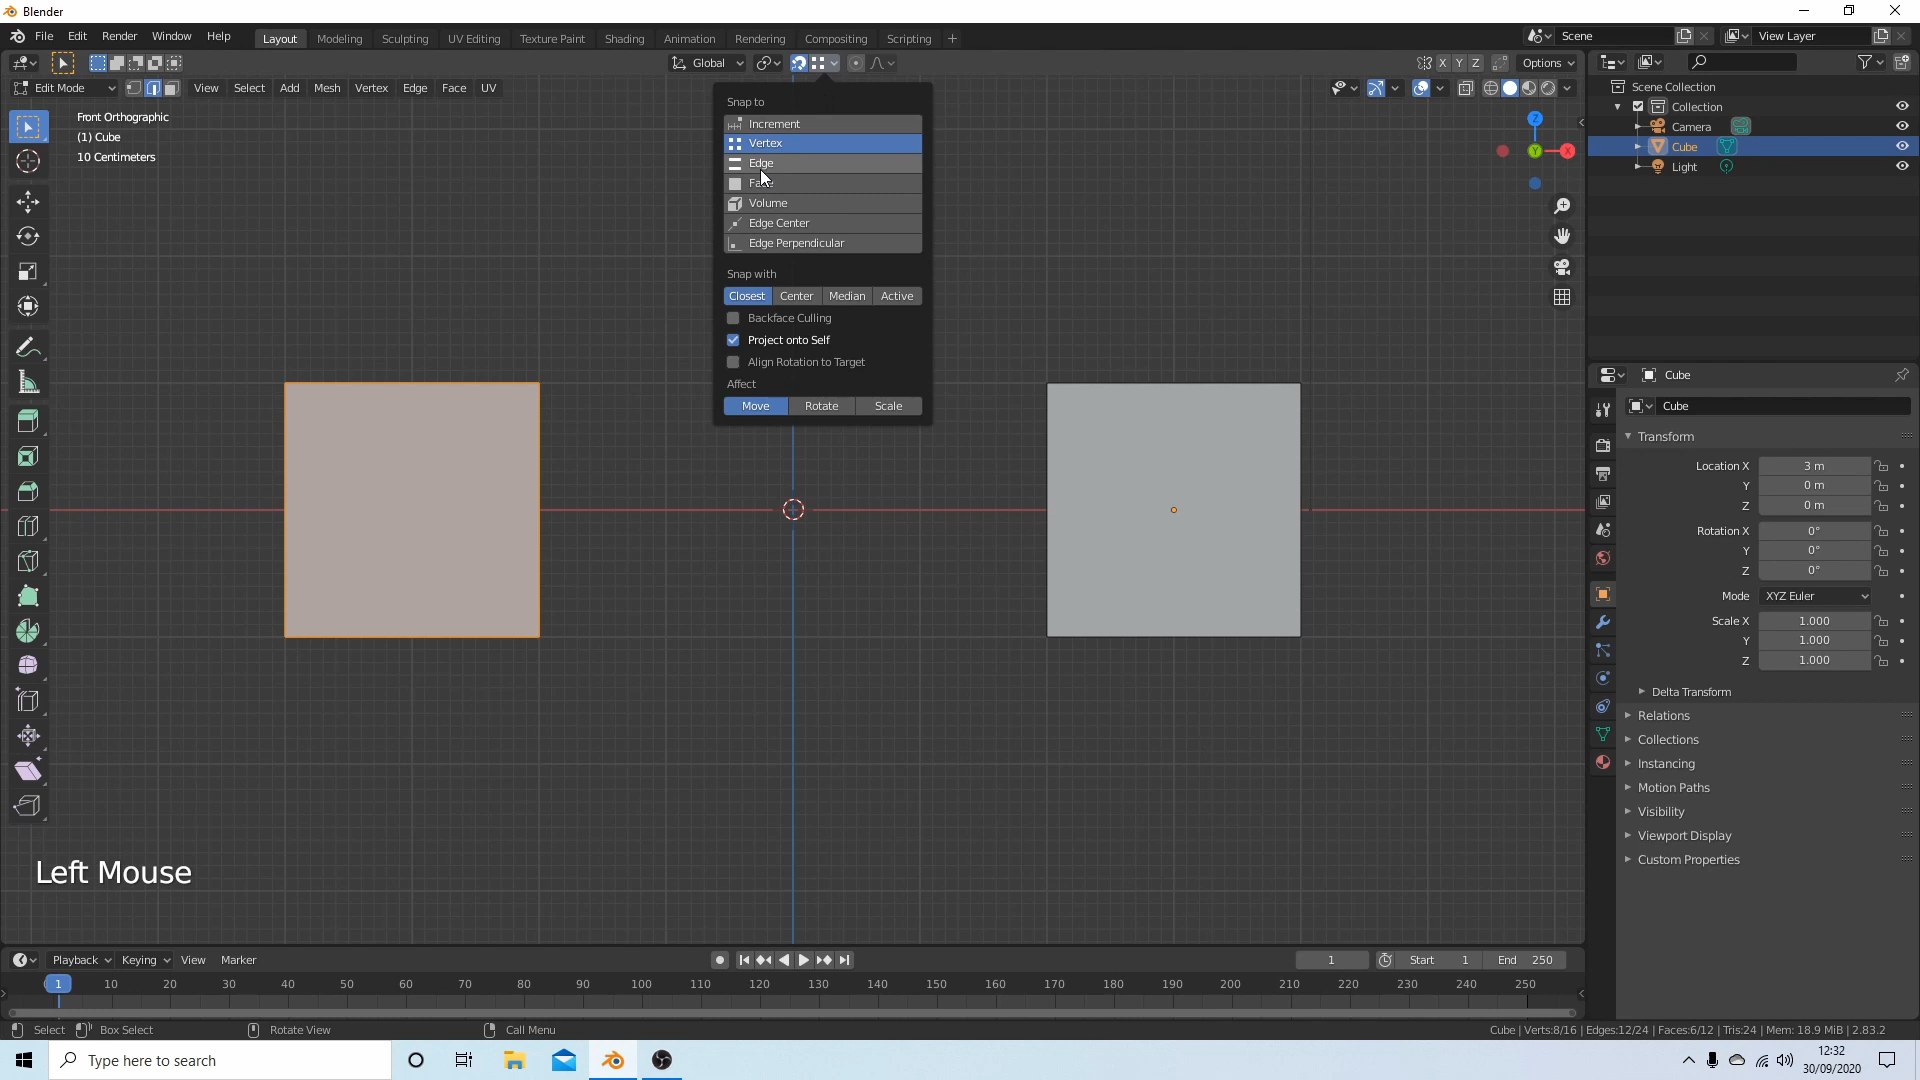 Blender
File Edit Render Window Help Layout Modeling Sculpting UV Editing Texture Paint Shading Animation Rendering Compositing Scripting Scene View Layer
Global X Y Z Options
Edit Mode View Select Add Mesh Vertex Edge Face UV
Front Orthographic
(1) Cube
10 Centimeters
Snap to
Increment
Vertex
Edge
Volume
Edge Center
Edge Perpendicular
Snap with
Closest Center Median Active
Backface Culling
Project onto Self
Align Rotation to Target
Affect
Move Rotate Scale
Z
Y X
Left Mouse
Scene Collection
Collection
Camera
Cube
Light
Cube
Cube
Transform
Location X 3 m
Y 0 m
Z 0 m
Rotation X 0°
Y 0°
Z 0°
Mode XYZ Euler
Scale X 1.000
Y 1.000
Z 1.000
Delta Transform
Relations
Collections
Instancing
Motion Paths
Visibility
Viewport Display
Custom Properties
Playback Keying View Marker 1 Start 1 End 250
1 10 20 30 40 50 60 70 80 90 100 110 120 130 140 150 160 170 180 190 200 210 220 230 240 250
Select Box Select Rotate View Call Menu Cube | Verts:8/16 | Edges:12/24 | Faces:6/12 | Tris:24 | Mem: 18.9 MiB | 2.83.2
Type here to search
12:32
30/09/2020